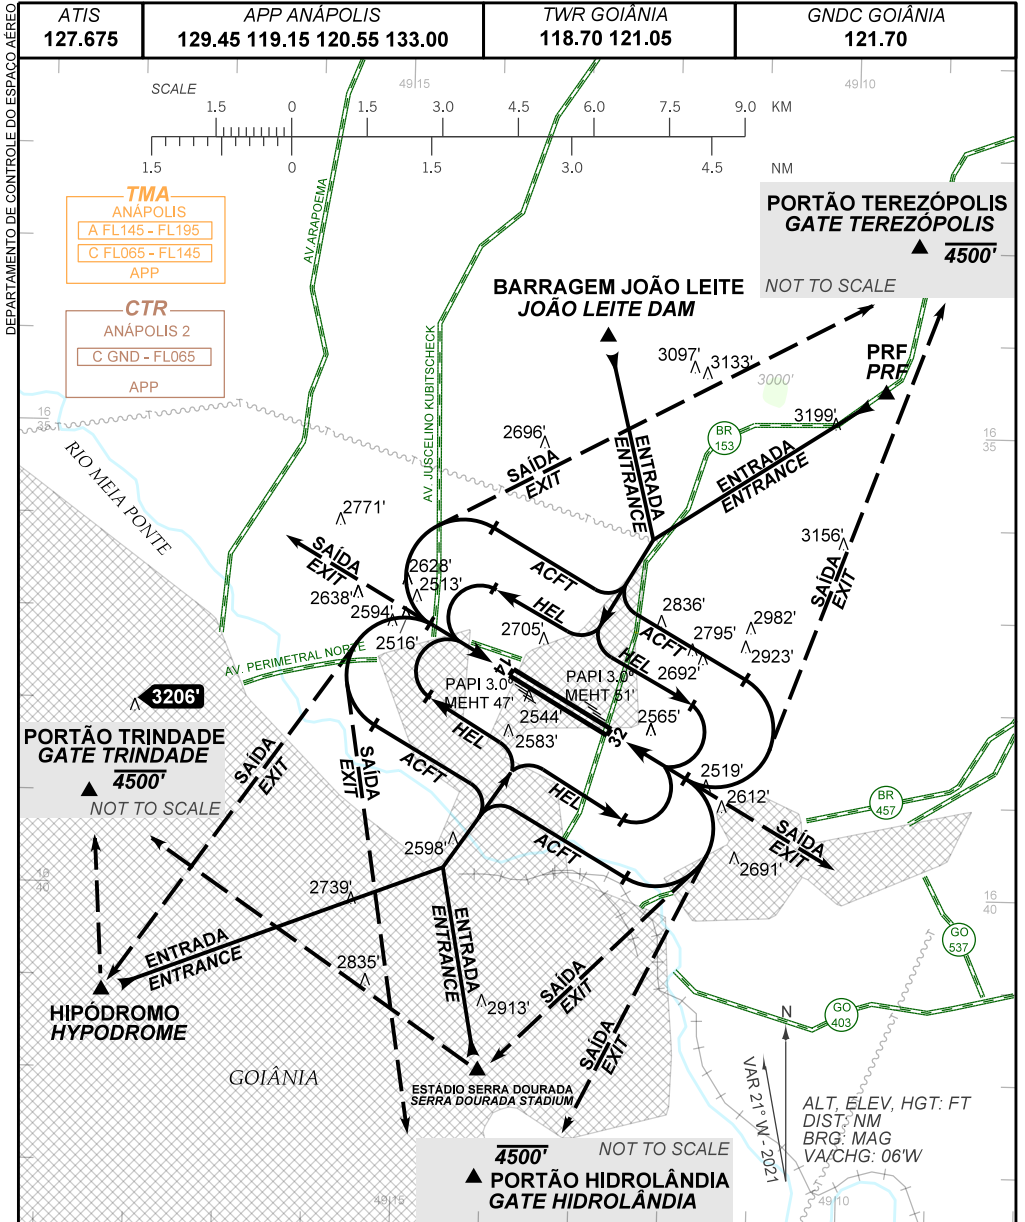 DEPARTAMENTO DE CONTROLE DO ESPAÇO AÉREO
ATIS
127.675
APP ANÁPOLIS
129.45 119.15 120.55 133.00
TWR GOIÂNIA
118.70 121.05
GNDC GOIÂNIA
121.70
49 15
49 10
SCALE
1.5 0 1.5 3.0 4.5 6.0 7.5 9.0 KM
1.5 0 1.5 3.0 4.5 NM
TMA
ANÁPOLIS
A FL145 - FL195
C FL065 - FL145
APP
CTR
ANÁPOLIS 2
C GND - FL065
APP
AV.ARAPOEMA
AV. JUSCELINO KUBITSCHECK
PORTÃO TEREZÓPOLIS
GATE TEREZÓPOLIS
4500'
NOT TO SCALE
BARRAGEM JOÃO LEITE
JOÃO LEITE DAM
PRF
PRF
3097'
3133'
3000'
3199'
16
35
16
35
BR
153
2696'
SAÍDA
EXIT
ENTRADA
ENTRANCE
ENTRADA
ENTRANCE
RIO MEIA PONTE
2771'
SAÍDA
EXIT
3156'
SAÍDA
EXIT
2628'
2513'
2638'
2594'
2516'
ACFT
HEL
2705'
2836'
ACFT
2795'
2982'
2923'
HEL
2692'
AV. PERIMETRAL NORTE
14
PAPI 3.0º
MEHT 47'
PAPI 3.0º
MEHT 51'
2544'
2583'
2565'
32
3206'
PORTÃO TRINDADE
GATE TRINDADE
4500'
NOT TO SCALE
SAÍDA
EXIT
SAÍDA
EXIT
HEL
ACFT
HEL
ACFT
2519'
2612'
SAÍDA
EXIT
2691'
BR
457
2598'
16
40
16
40
2739'
GO
537
ENTRADA
ENTRANCE
ENTRADA
ENTRANCE
2835'
2913'
SAÍDA
EXIT
SAÍDA
EXIT
HIPÓDROMO
HYPODROME
GO
403
N
GOIÂNIA
ESTÁDIO SERRA DOURADA
SERRA DOURADA STADIUM
VAR 21° W - 2021
ALT, ELEV, HGT: FT
DIST: NM
BRG: MAG
VA/CHG: 06'W
4500'
NOT TO SCALE
PORTÃO HIDROLÂNDIA
GATE HIDROLÂNDIA
49 15
49 10